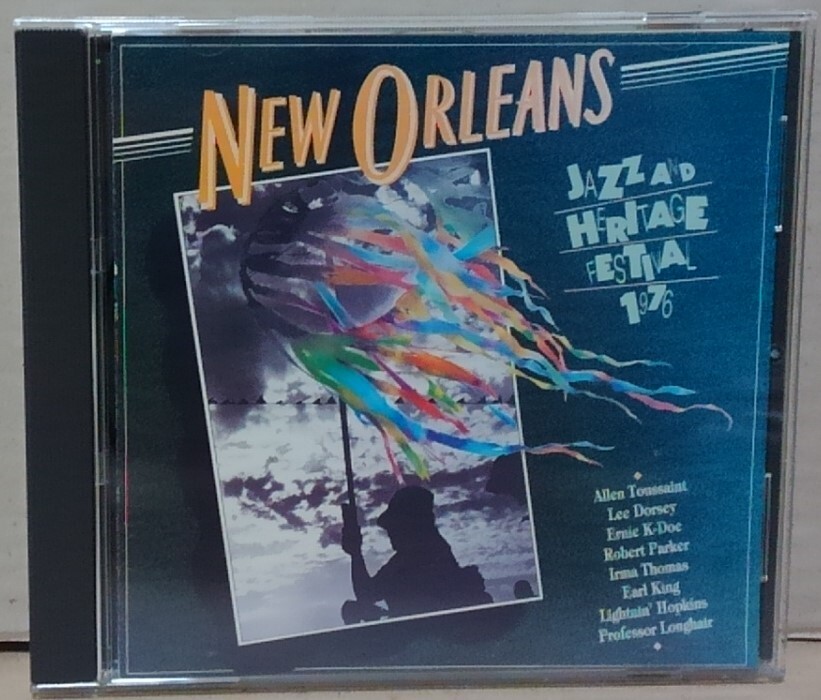 NEW ORLEANS
JAZZ AND
HERITAGE
FESTIVAL
1976
Allen Toussaint
Lee Dorsey
Ernie K-Doe
Robert Parker
Irma Thomas
Earl King
Lightnin' Hopkins
Professor Longhair